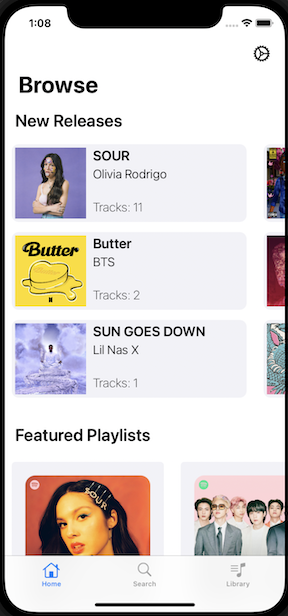 1:08
Browse
New Releases
SOUR
Olivia Rodrigo
Tracks: 11
Butter
Butter
BTS
Tracks: 2
SUN GOES DOWN
Lil Nas X
Tracks: 1
Featured Playlists
SOUR
Home
Search
Library